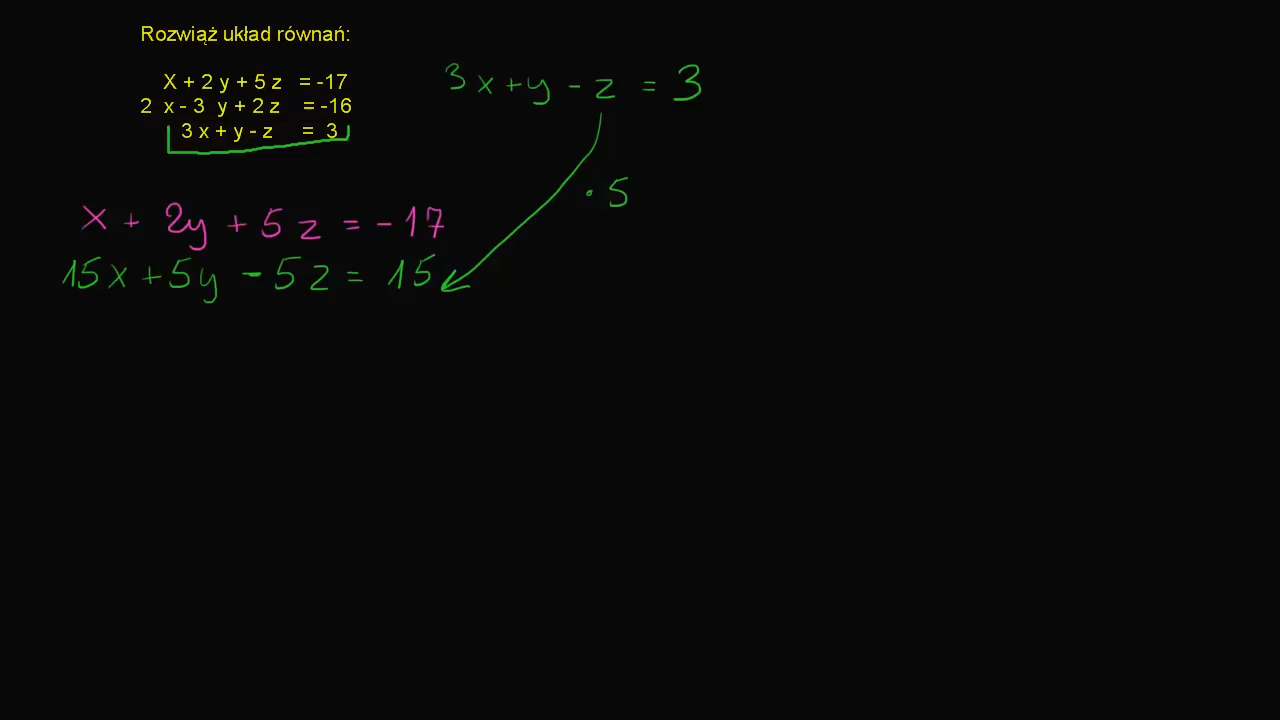 Rozwiąż układ równań:
X + 2 y + 5 z = -17
2 x - 3 y + 2 z = -16
3 x + y - z = 3
3x + y - z = 3
· 5
x + 2y + 5z = -17
15x + 5y - 5z = 15